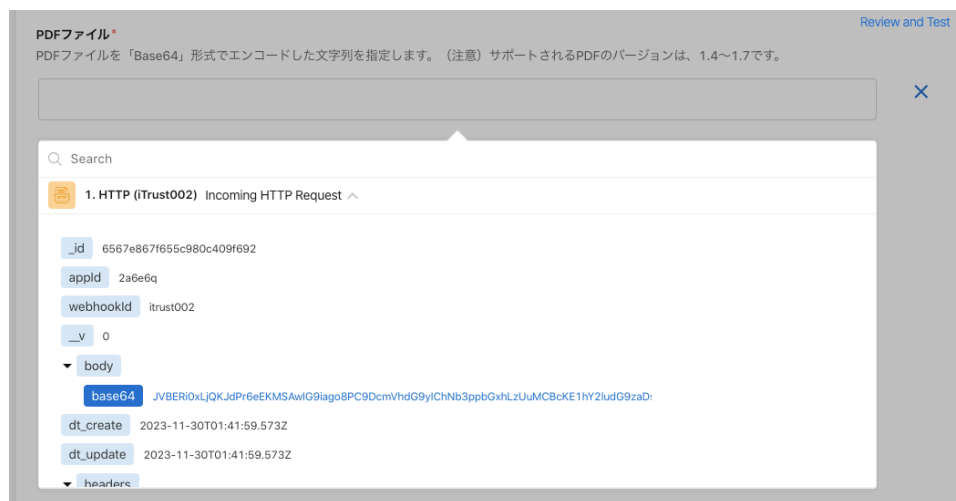 Review and Test
PDFファイル*
PDFファイルを「Base64」形式でエンコードした文字列を指定します。（注意）サポートされるPDFのバージョンは、1.4〜1.7です。
Search
1. HTTP (iTrust002) Incoming HTTP Request
_id 6567e867f655c980c409f692
appId 2a6e6q
webhookId itrust002
__v 0
body
base64 JVBERi0xLjQKJdPr6eEKMSAwIG9iago8PC9DcmVhdG9yIChNb3ppbGxhLzUuMCBcKE1hY2ludG9zaD
dt_create 2023-11-30T01:41:59.573Z
dt_update 2023-11-30T01:41:59.573Z
headers